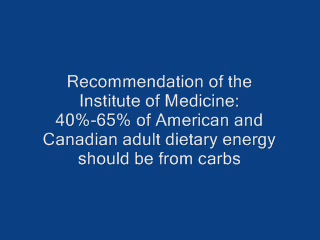 Recommendation of the
Institute of Medicine:
40%-65% of American and
Canadian adult dietary energy
should be from carbs